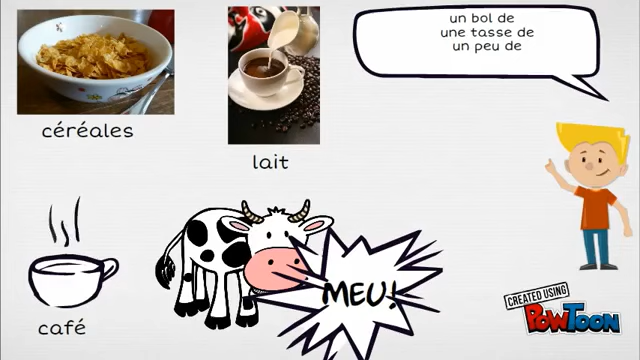 un bol de
une tasse de
un peu de
céréales
lait
café
MEU!
CREATED USING
POWTOON